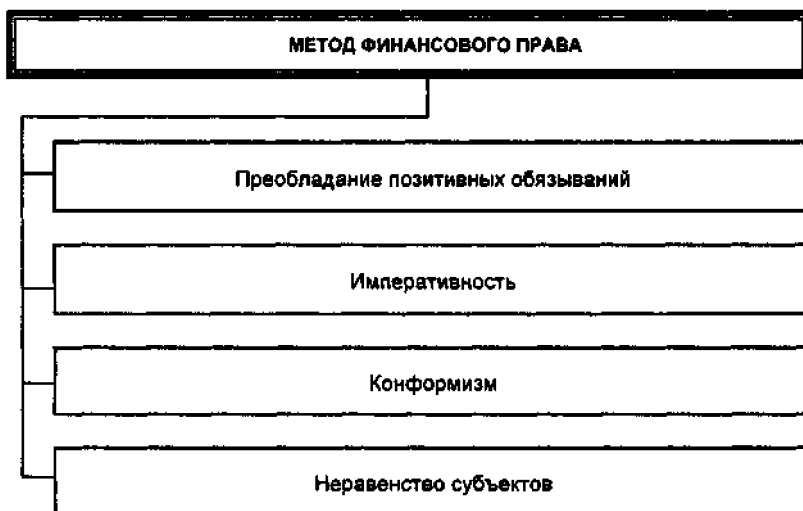 МЕТОД ФИНАНСОВОГО ПРАВА
Преобладание позитивных обязываний
Императивность
Конформизм
Неравенство субъектов